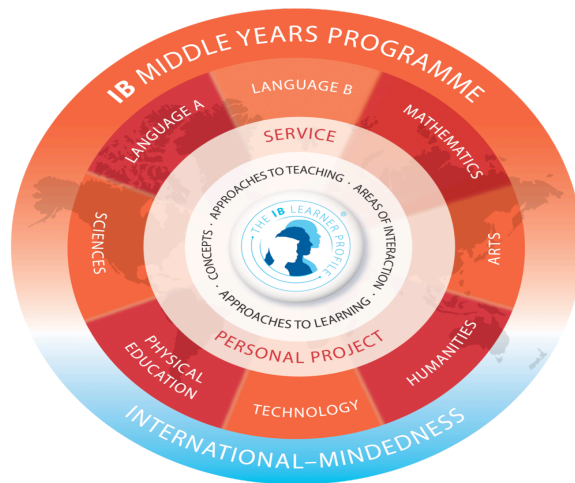 IB MIDDLE YEARS PROGRAMME
LANGUAGE B
LANGUAGE A
MATHEMATICS
SERVICE
APPROACHES TO TEACHING · AREAS OF INTERACTION ·
THE IB LEARNER PROFILE ®
SCIENCES
ARTS
CONCEPTS ·
APPROACHES TO LEARNING ·
PERSONAL PROJECT
PHYSICAL
EDUCATION
HUMANITIES
TECHNOLOGY
INTERNATIONAL–MINDEDNESS